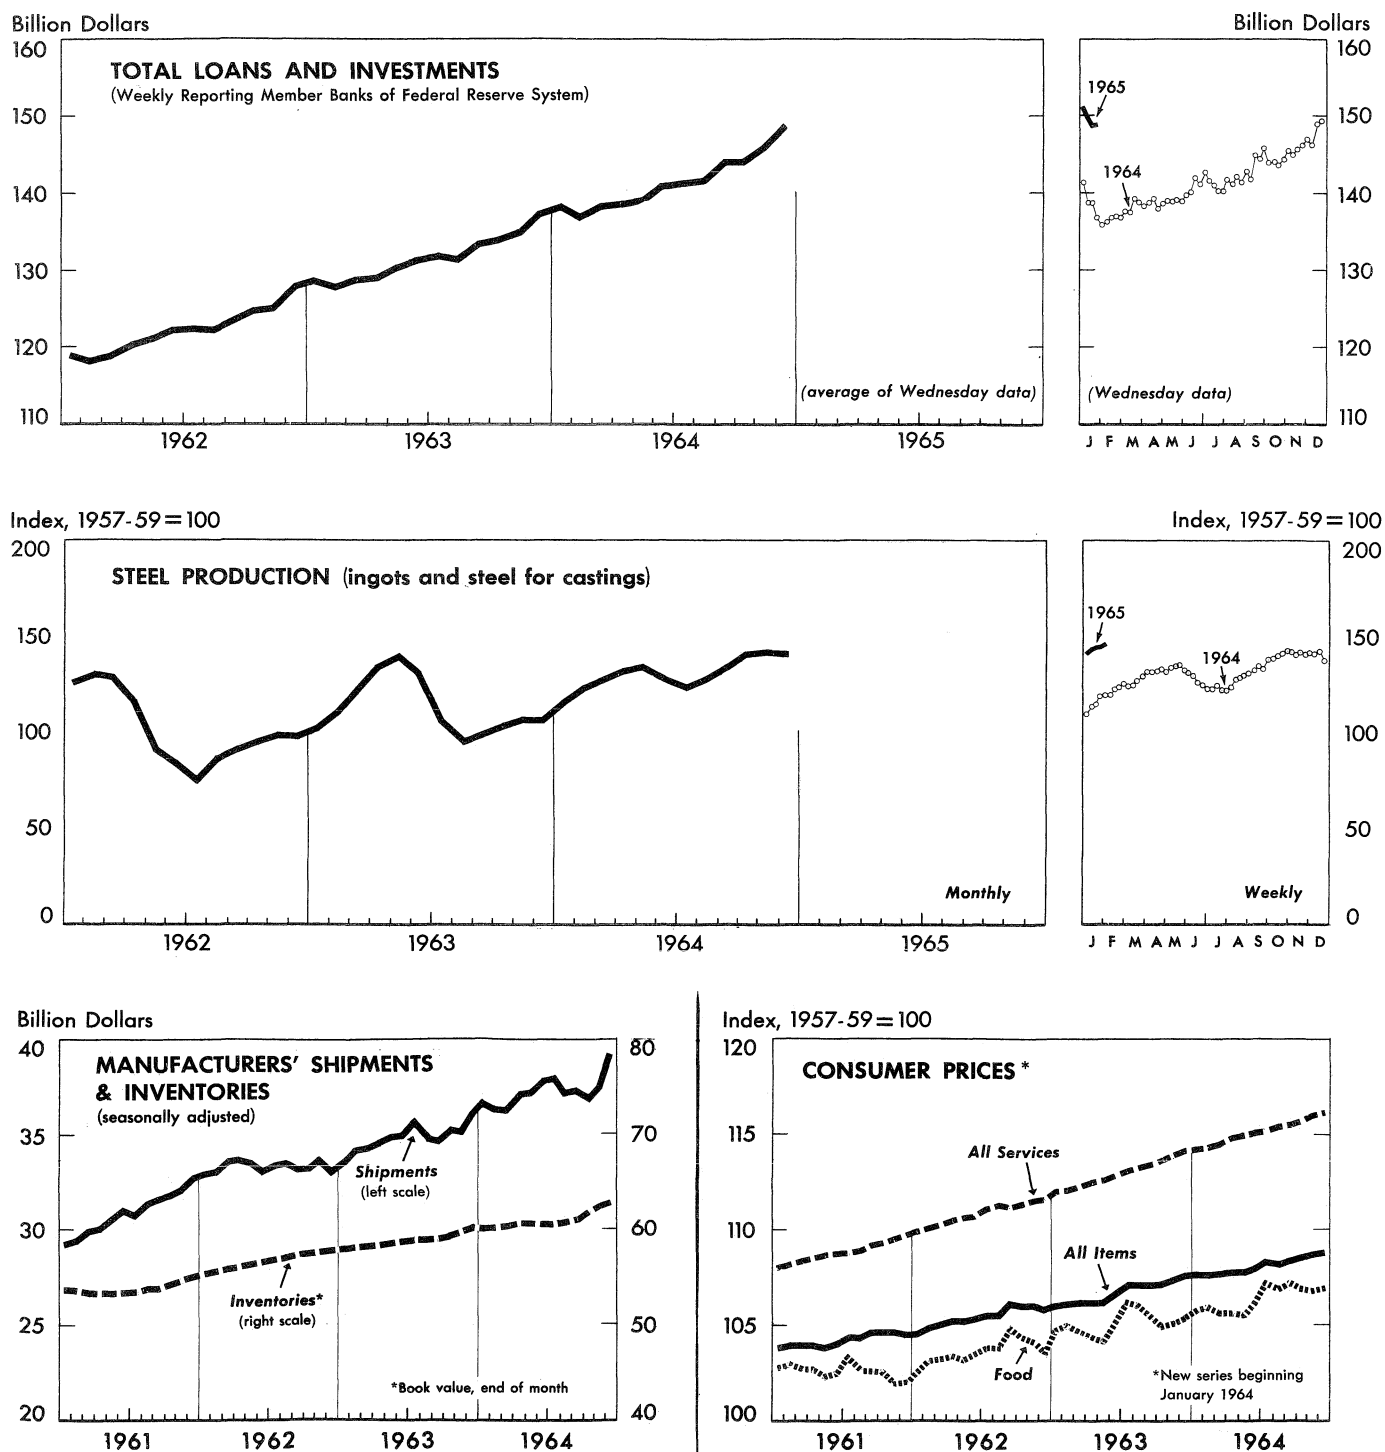 Billion Dollars
Billion Dollars
160
TOTAL LOANS AND INVESTMENTS
(Weekly Reporting Member Banks of Federal Reserve System)
150
140
130
120
110
(average of Wednesday data)
1962
1963
1964
1965
160
1965
150
1964
140
130
120
(Wednesday data)
110
J F M A M J J A S O N D
Index, 1957-59=100
Index, 1957-59=100
200
STEEL PRODUCTION (ingots and steel for castings)
150
100
50
0
Monthly
1962
1963
1964
1965
200
1965
150
1964
100
50
Weekly
0
J F M A M J J A S O N D
Billion Dollars
40
80
MANUFACTURERS' SHIPMENTS
& INVENTORIES
(seasonally adjusted)
35
70
Shipments
(left scale)
30
60
Inventories*
(right scale)
25
50
*Book value, end of month
20
40
1961
1962
1963
1964
Index, 1957-59=100
120
CONSUMER PRICES*
115
All Services
110
All Items
105
Food
*New series beginning
January 1964
100
1961
1962
1963
1964